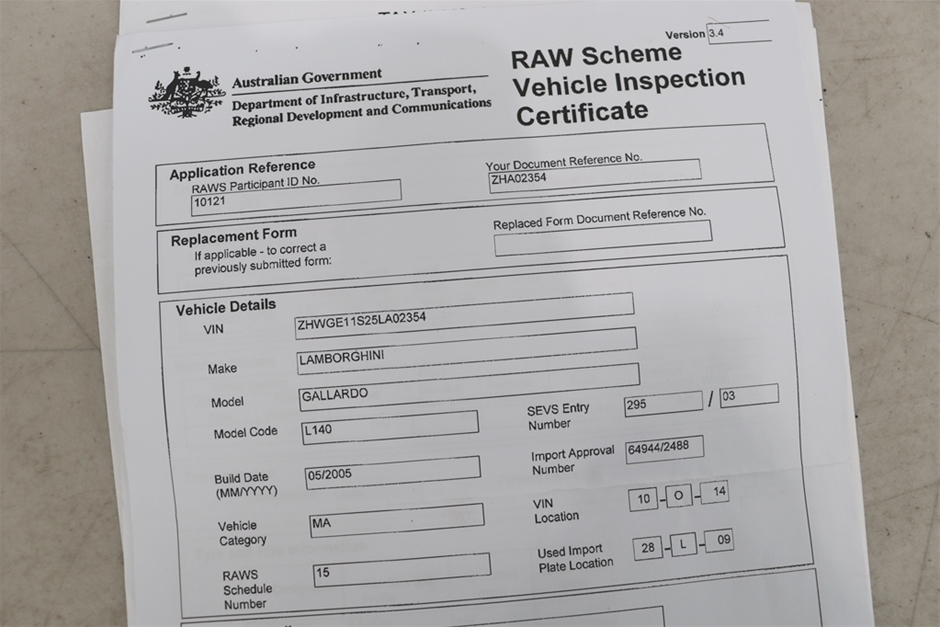 Version 3.4
Australian Government
Department of Infrastructure, Transport,
Regional Development and Communications
RAW Scheme
Vehicle Inspection
Certificate
Application Reference
RAWS Participant ID No.
10121
Your Document Reference No.
ZHA02354
Replacement Form
If applicable - to correct a
previously submitted form:
Replaced Form Document Reference No.
Vehicle Details
VIN ZHWGE11S25LA02354
Make LAMBORGHINI
Model GALLARDO
Model Code L140
SEVS Entry
Number
295 / 03
Build Date
(MM/YYYY)
05/2005
Import Approval
Number
64944/2488
Vehicle
Category
MA
VIN
Location
10 - O - 14
RAWS
Schedule
Number
15
Used Import
Plate Location
28 - L - 09